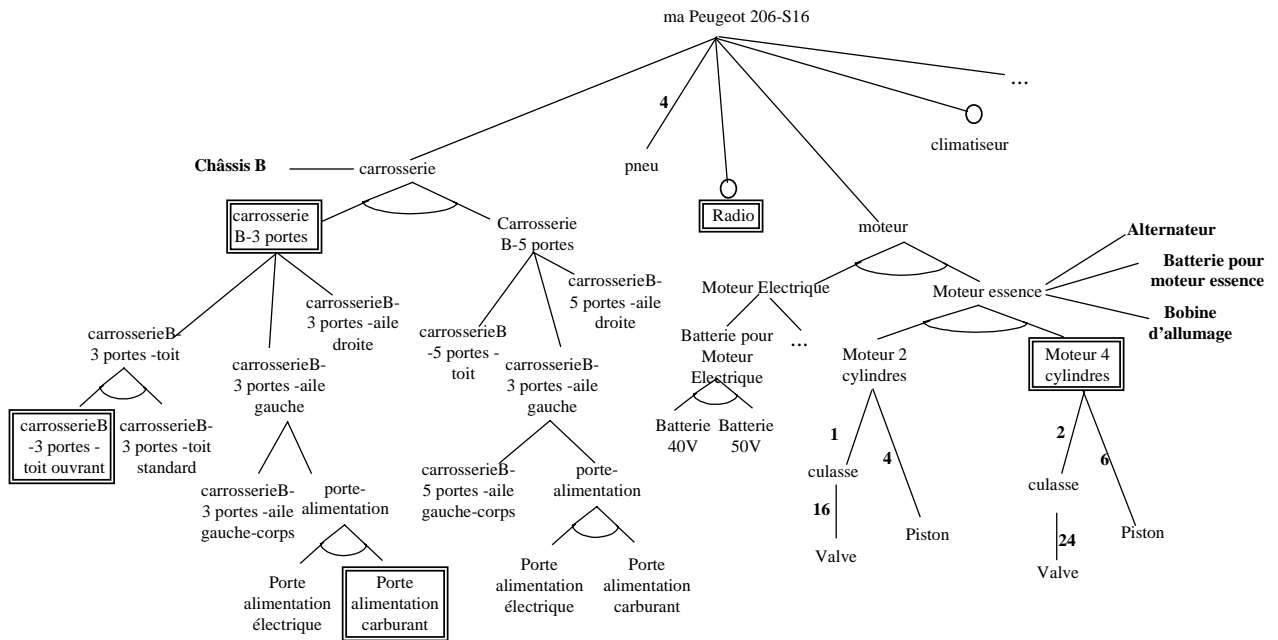 ma Peugeot 206-S16
...
4
climatiseur
pneu
Châssis B
carrosserie
Radio
carrosserie
B-3 portes
Carrosserie
B-5 portes
moteur
Alternateur
Batterie pour
moteur essence
Bobine
d'allumage
Moteur Electrique
Moteur essence
carrosserieB-
3 portes -toit
carrosserieB-
3 portes -aile
droite
carrosserieB-
3 portes -aile
gauche
carrosserieB
-5 portes -
toit
carrosserieB-
5 portes -aile
droite
carrosserieB-
3 portes -aile
gauche
Batterie pour
Moteur
Electrique
...
Moteur 2
cylindres
Moteur 4
cylindres
carrosserieB
-3 portes -
toit ouvrant
carrosserieB-
3 portes -toit
standard
Batterie
40V
Batterie
50V
1
4
2
6
culasse
culasse
carrosserieB-
3 portes -aile
gauche-corps
porte-
alimentation
carrosserieB-
5 portes -aile
gauche-corps
porte-
alimentation
16
Piston
24
Piston
Valve
Valve
Porte
alimentation
électrique
Porte
alimentation
carburant
Porte
alimentation
électrique
Porte
alimentation
carburant